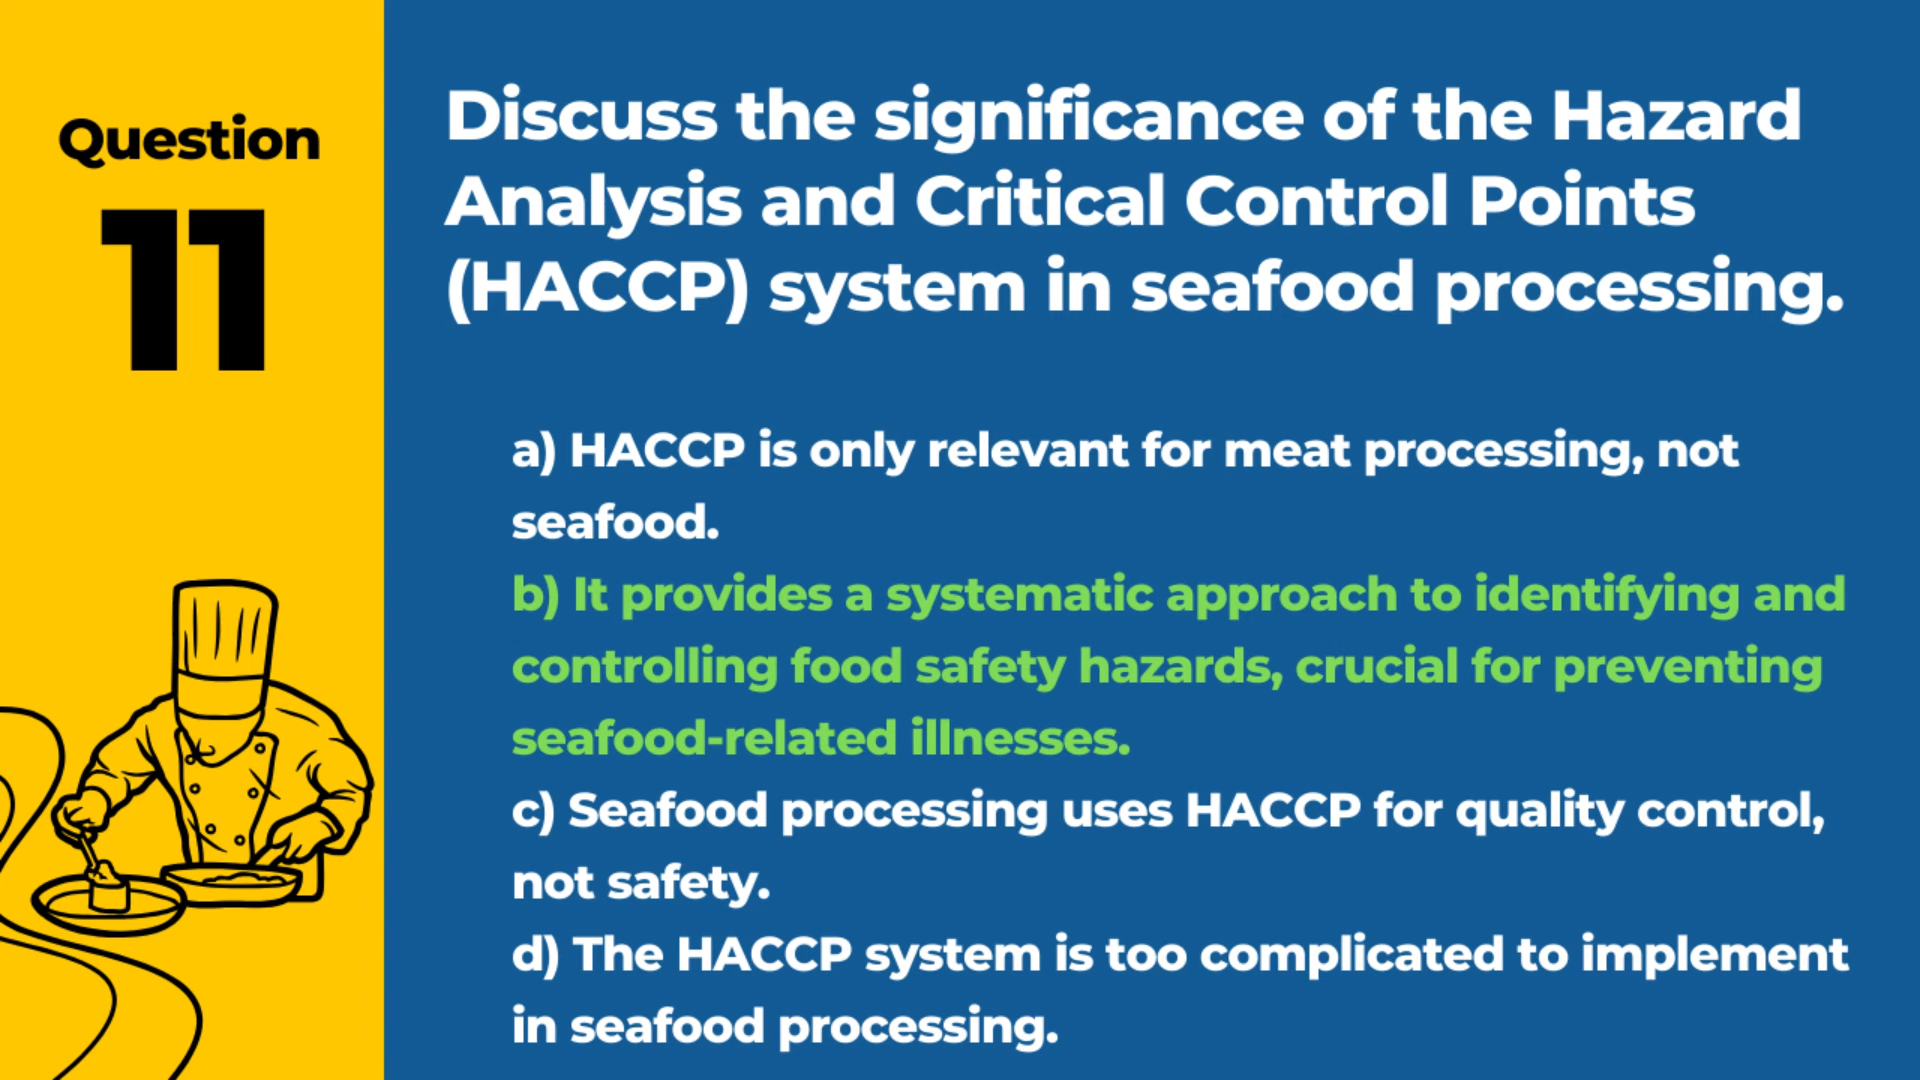 Question
11
Discuss the significance of the Hazard
Analysis and Critical Control Points
(HACCP) system in seafood processing.
a) HACCP is only relevant for meat processing, not
seafood.
b) It provides a systematic approach to identifying and
controlling food safety hazards, crucial for preventing
seafood-related illnesses.
c) Seafood processing uses HACCP for quality control,
not safety.
d) The HACCP system is too complicated to implement
in seafood processing.